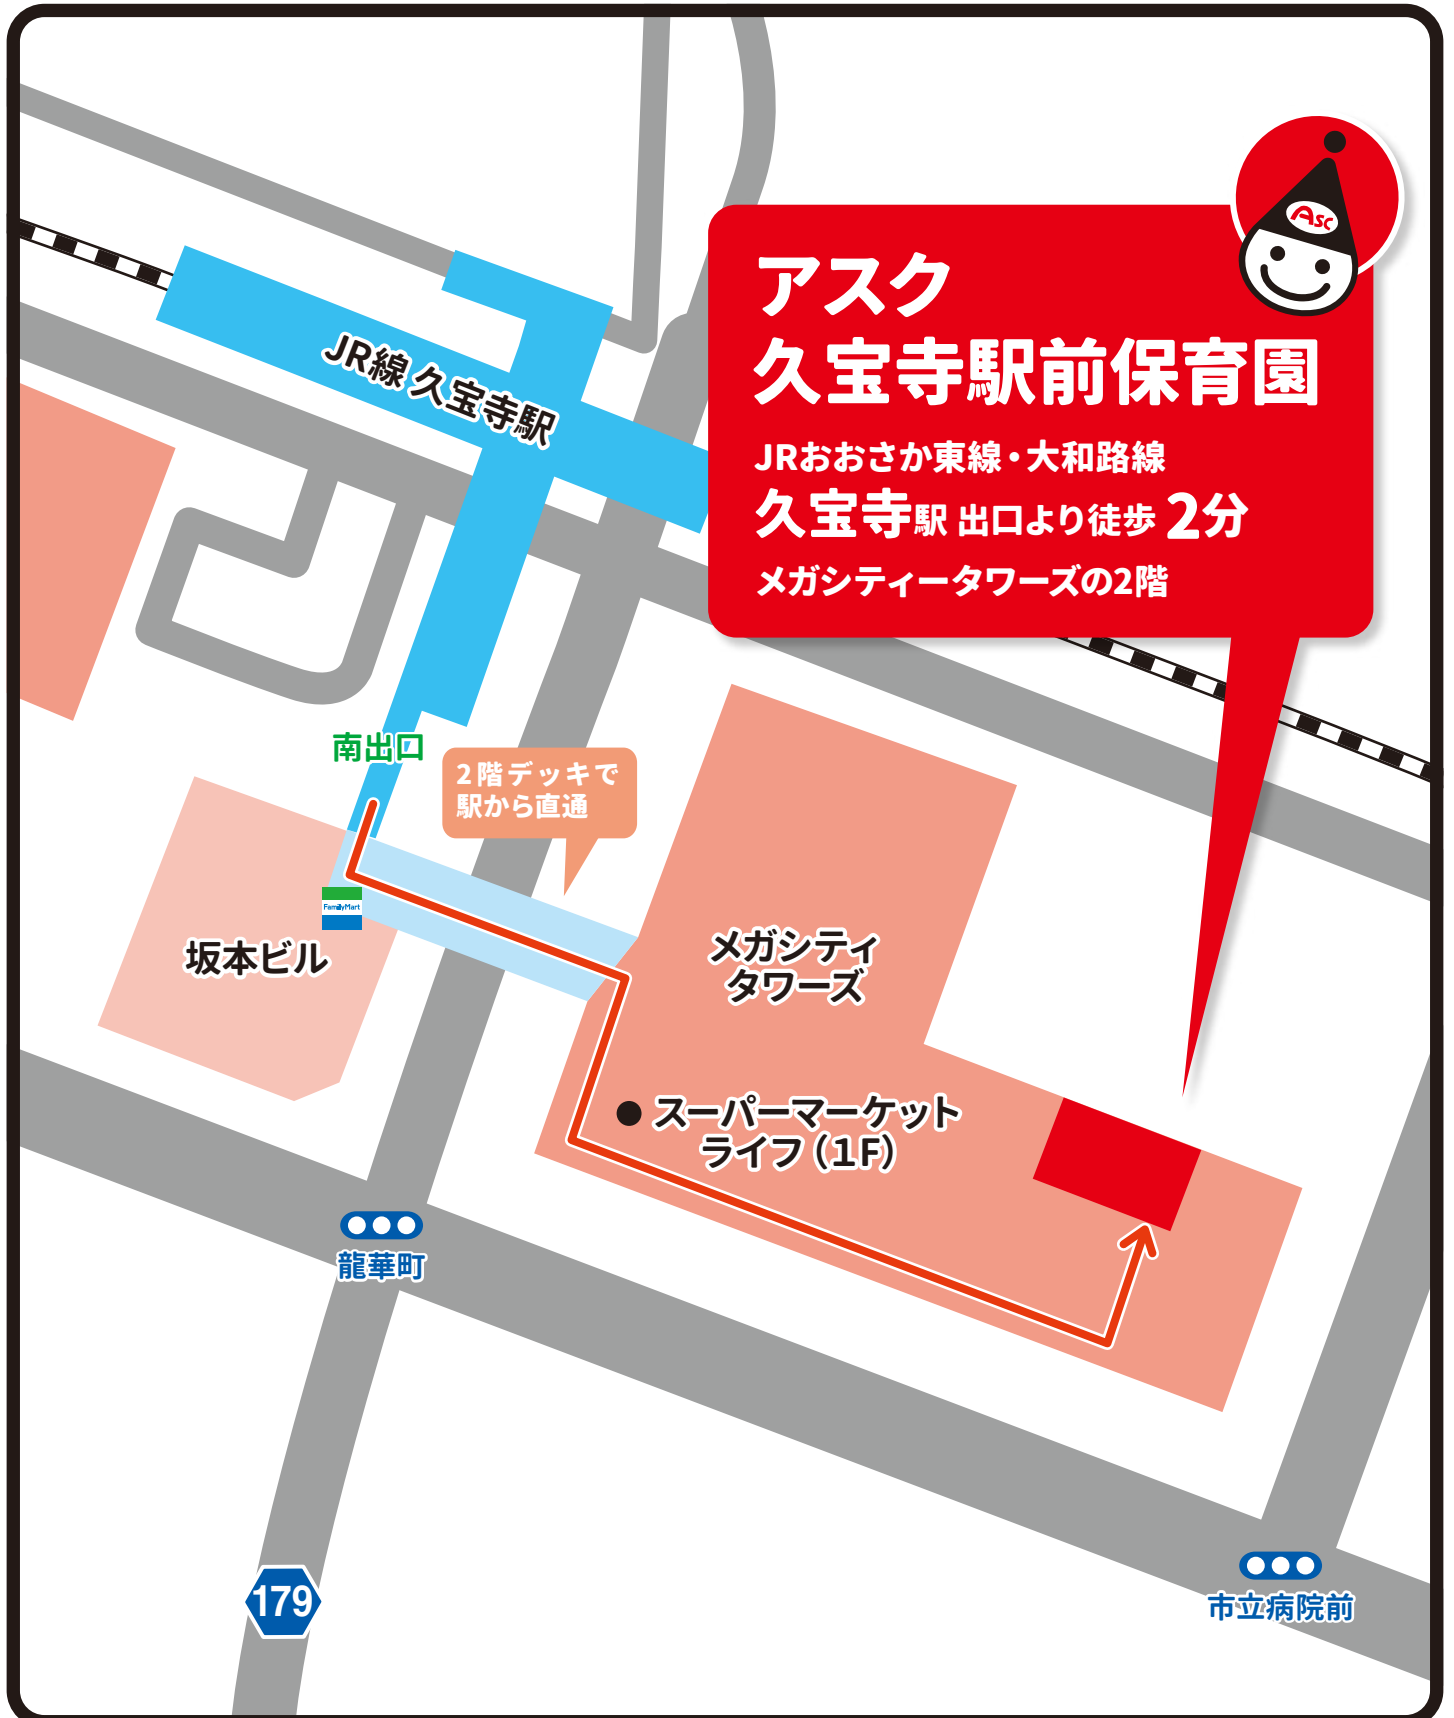 Asc
アスク
久宝寺駅前保育園
JRおおさか東線・大和路線
久宝寺駅 出口より徒歩 2分
メガシティータワーズの2階
JR線 久宝寺駅
南出口
2階デッキで
駅から直通
FamilyMart
坂本ビル
メガシティ
タワーズ
スーパーマーケット
ライフ(1F)
龍華町
179
市立病院前